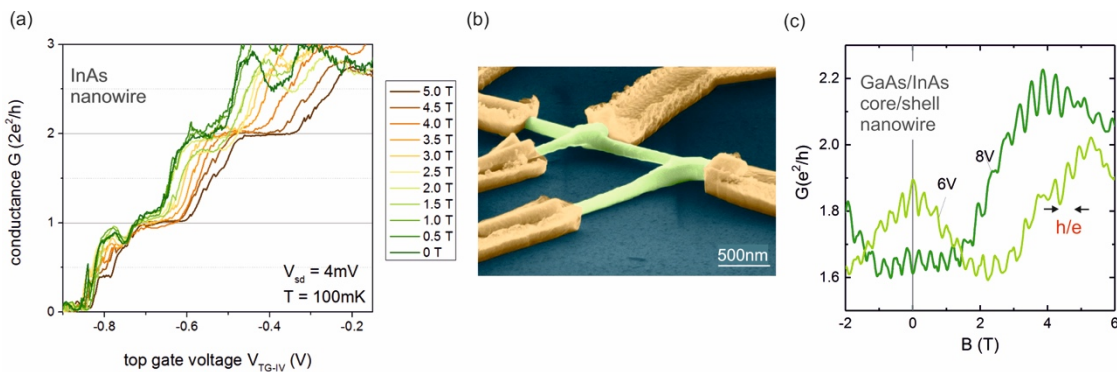 (a)
3
2
1
0
conductance G (2e²/h)
InAs
nanowire
V_sd = 4mV
T = 100mK
-0.8
-0.6
-0.4
-0.2
top gate voltage V_TG-IV (V)
5.0 T
4.5 T
4.0 T
3.5 T
3.0 T
2.5 T
2.0 T
1.5 T
1.0 T
0.5 T
0 T
(b)
500nm
(c)
2.2
2.0
1.8
1.6
G(e²/h)
GaAs/InAs
core/shell
nanowire
8V
6V
h/e
-2
0
2
4
6
B (T)